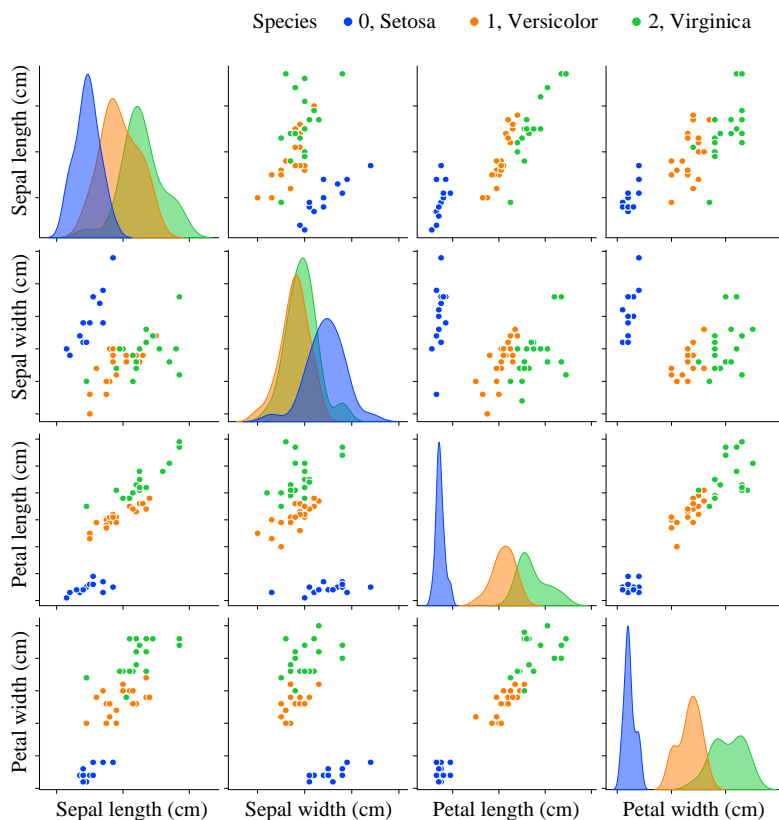 Species 0, Setosa 1, Versicolor 2, Virginica
Sepal length (cm)
Sepal width (cm)
Petal length (cm)
Petal width (cm)
Sepal length (cm) Sepal width (cm) Petal length (cm) Petal width (cm)